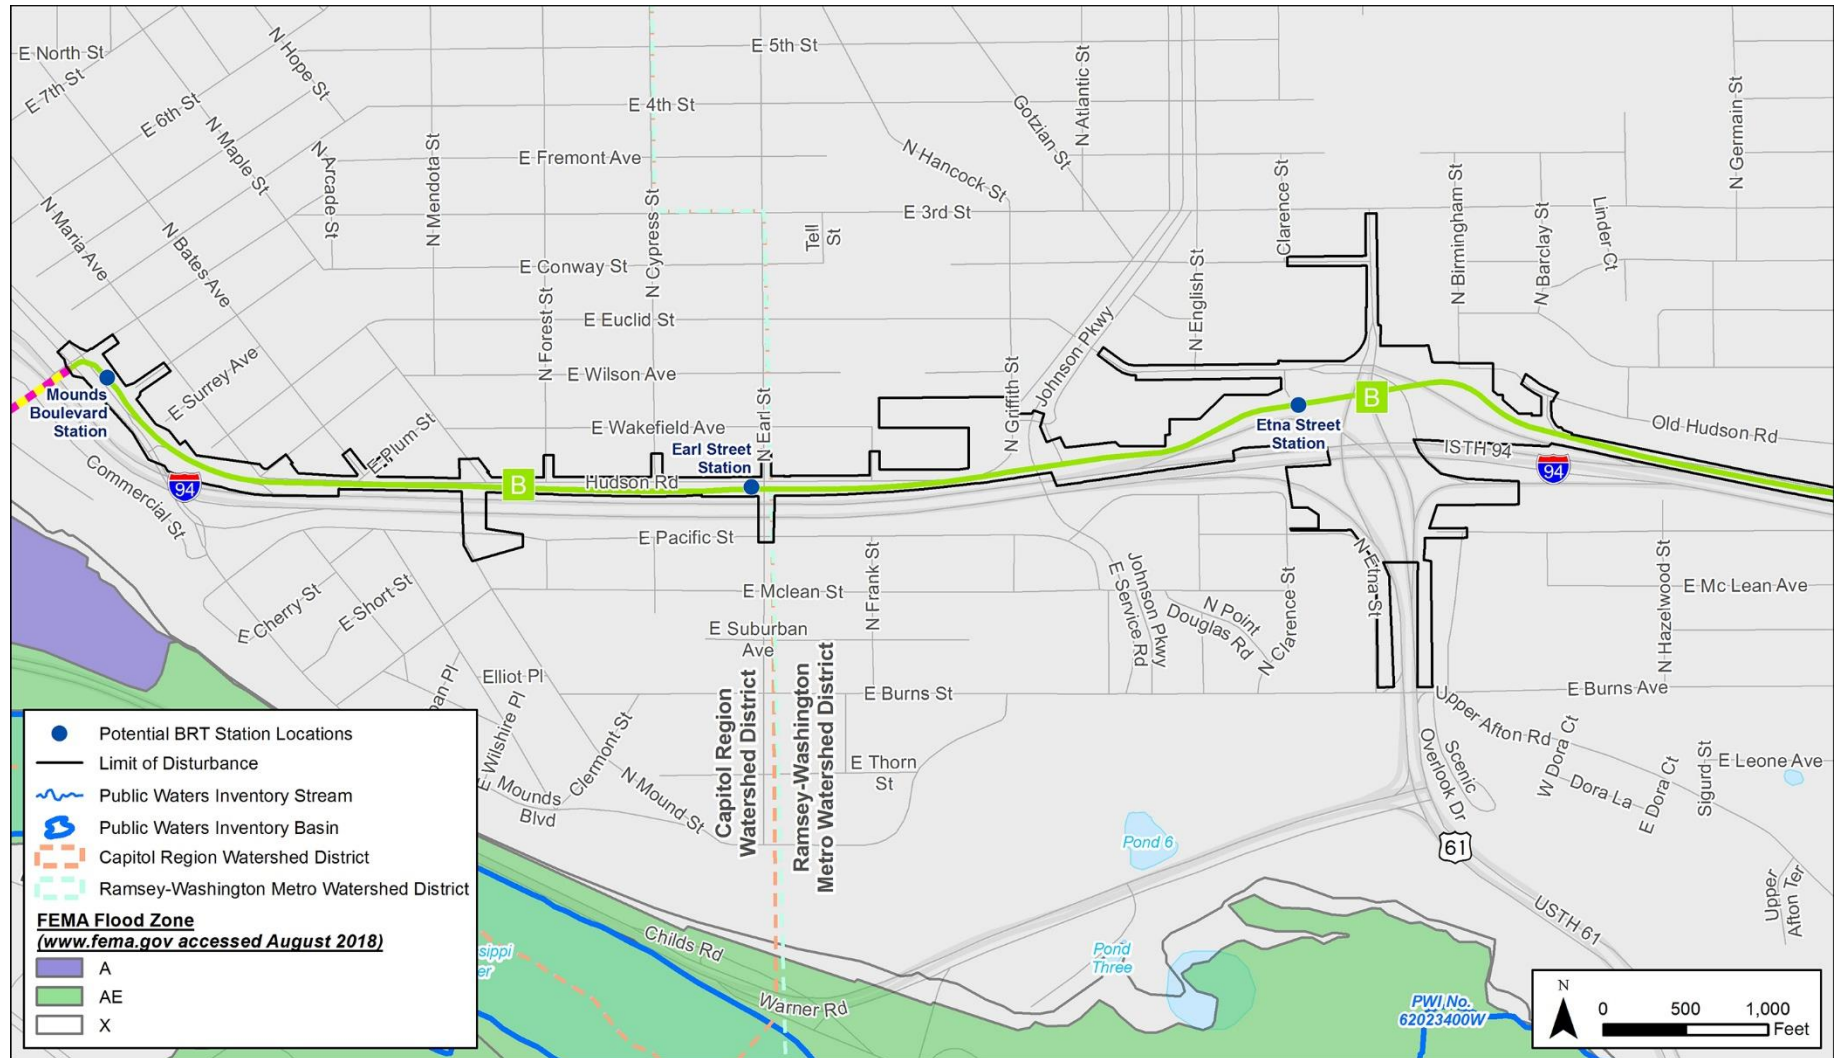 E North St
E 7th St
N Hope St
E 6th St
N Maple St
N Arcade St
N Mendota St
E 5th St
E 4th St
E Fremont Ave
N Cypress St
E 3rd St
Tell
St
E Conway St
N Forest St
E Euclid St
E Wilson Ave
N Earl St
E Wakefield Ave
N Maria Ave
N Bates Ave
E Surrey Ave
E Plum St
Mounds
Boulevard
Station
Commercial St
94
B
Hudson Rd
Earl Street
Station
E Pacific St
N Hancock St
Gotzian St
N Atlantic St
N Griffith St
Johnson Pkwy
N English St
Clarence St
N Birmingham St
N Barclay St
Linder Ct
N Germain St
B
Etna Street
Station
Old Hudson Rd
ISTH 94
94
E Cherry St
E Short St
E Mclean St
E Suburban
Ave
N Frank St
Johnson Pkwy
E Service Rd
N Point
Douglas Rd
N Clarence St
N Etna St
N Hazelwood St
E Mc Lean Ave
Elliot Pl
E Wilshire Pl
Clermont St
E Mounds
Blvd
N Mound St
Capitol Region
Watershed District
Ramsey-Washington
Metro Watershed District
E Burns St
E Thorn
St
E Burns Ave
Upper Afton Rd
Scenic
Overlook Dr
W Dora Ct
Dora La
E Dora Ct
Sigurd St
E Leone Ave
Upper
Afton Ter
61
USTH 61
Pond 6
Pond
Three
Childs Rd
Warner Rd
PWI No.
62023400W
Potential BRT Station Locations
Limit of Disturbance
Public Waters Inventory Stream
Public Waters Inventory Basin
Capitol Region Watershed District
Ramsey-Washington Metro Watershed District
FEMA Flood Zone
(www.fema.gov accessed August 2018)
A
AE
X
N
0 500 1,000
Feet